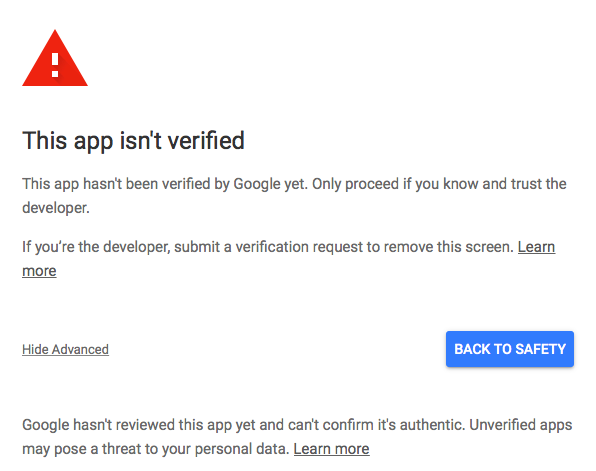 This app isn't verified
This app hasn't been verified by Google yet. Only proceed if you know and trust the
developer.
If you’re the developer, submit a verification request to remove this screen. Learn
more
Hide Advanced
BACK TO SAFETY
Google hasn't reviewed this app yet and can't confirm it's authentic. Unverified apps
may pose a threat to your personal data. Learn more